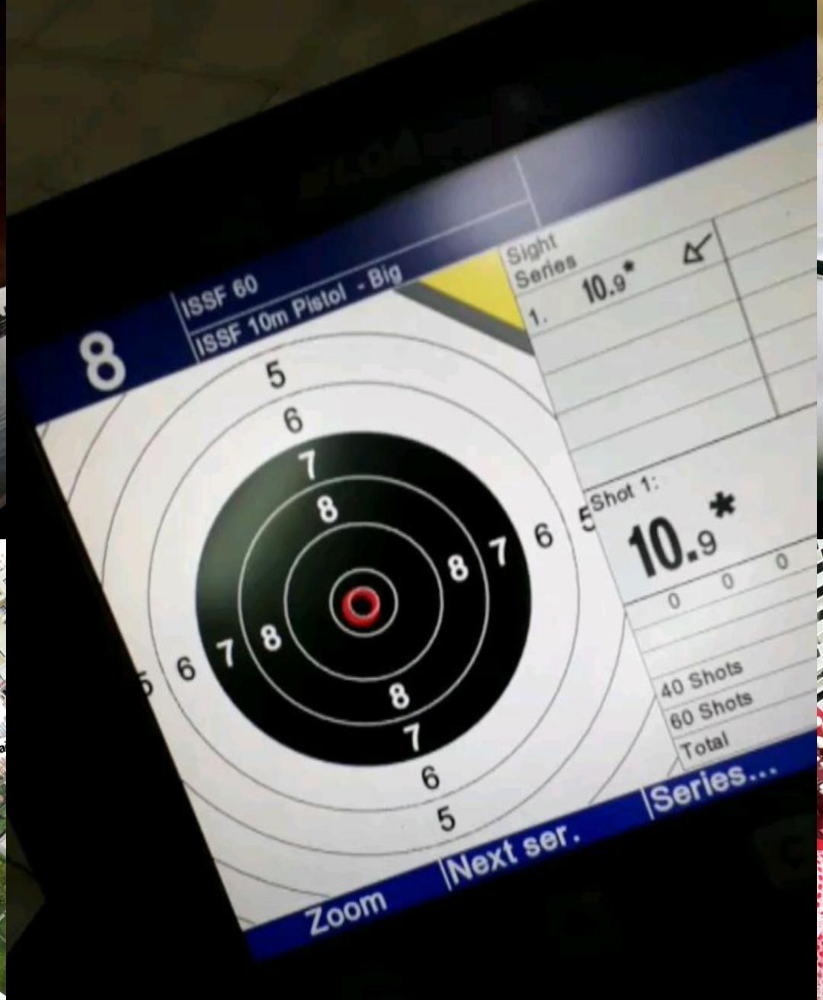 8
ISSF 60
ISSF 10m Pistol - Big
Sight
Series
1. 10.9*
5
6
7
8
8 7 6 5
5 6 7 8
8
7
6
5
Shot 1:
10.9*
0 0 0
40 Shots
60 Shots
Total
Zoom
Next ser.
Series...